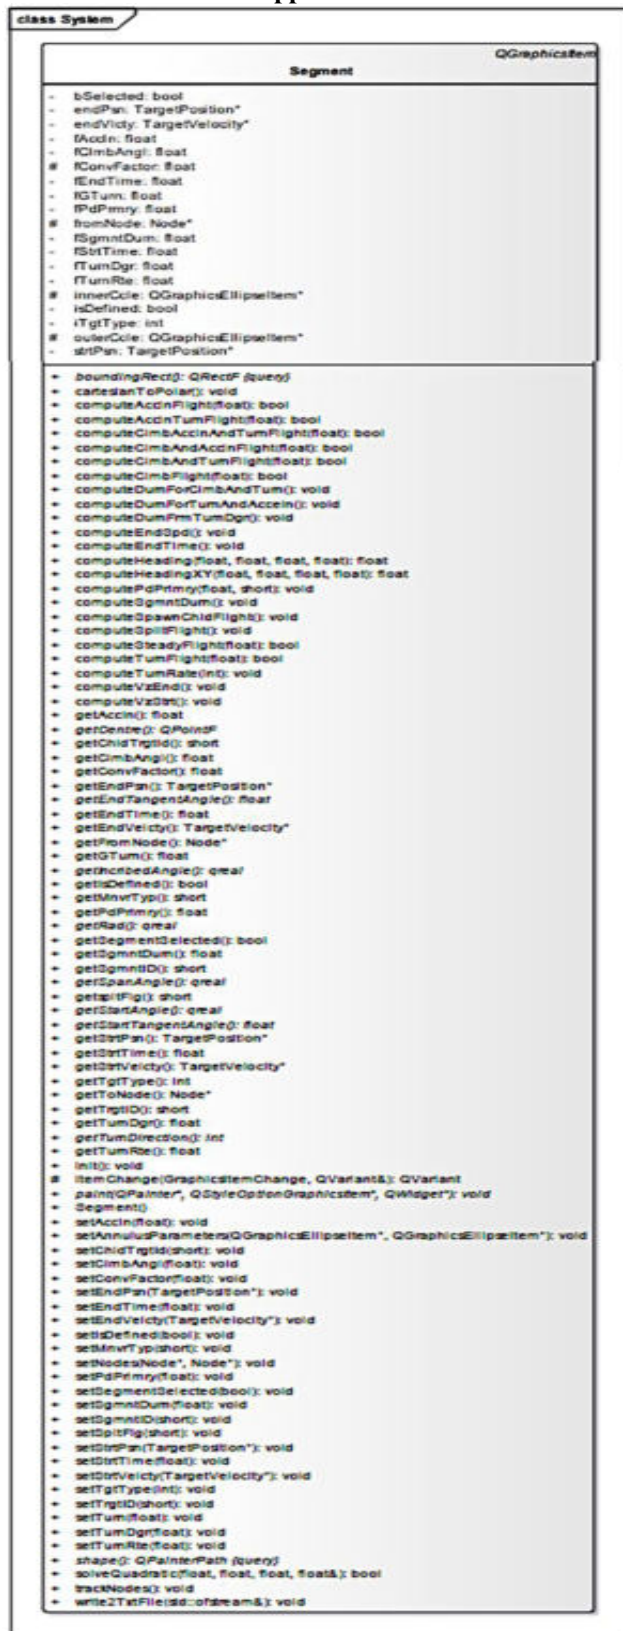 class System
QGraphicsItem
Segment
- bSelected: bool
- endPsn: TargetPosition*
- endVlcty: TargetVelocity*
- fAccln: float
- fClmbAngl: float
# fConvFactor: float
- fEndTime: float
- fGTurn: float
- fPdPrmry: float
# fromNode: Node*
- fSgmntDurn: float
- fStrtTime: float
- fTurnDgr: float
- fTurnRte: float
# innerCcle: QGraphicsEllipseItem*
- isDefined: bool
- iTgtType: int
# outerCcle: QGraphicsEllipseItem*
- strtPsn: TargetPosition*
+ boundingRect(): QRectF {query}
+ cartesianToPolar(): void
+ computeAcclnFlight(float): bool
+ computeAcclnTurnFlight(float): bool
+ computeClmbAcclnAndTurnFlight(float): bool
+ computeClmbAndAcclnFlight(float): bool
+ computeClmbAndTurnFlight(float): bool
+ computeClmbFlight(float): bool
+ computeDurnForClmbAndTurn(): void
+ computeDurnForTurnAndAcceln(): void
+ computeDurnFrmTurnDgr(): void
+ computeEndSpd(): void
+ computeEndTime(): void
+ computeHeading(float, float, float, float): float
+ computeHeadingXY(float, float, float, float): float
+ computePdPrimry(float, short): void
+ computeSgmntDurn(): void
+ computeSpawnChldFlight(): void
+ computeSplitFlight(): void
+ computeSteadyFlight(float): bool
+ computeTurnFlight(float): bool
+ computeTurnRate(int): void
+ computeVzEnd(): void
+ computeVzStrt(): void
+ getAccln(): float
+ getCentre(): QPointF
+ getChldTrgtId(): short
+ getClmbAngl(): float
+ getConvFactor(): float
+ getEndPsn(): TargetPosition*
+ getEndTangentAngle(): float
+ getEndTime(): float
+ getEndVelcty(): TargetVelocity*
+ getFromNode(): Node*
+ getGTurn(): float
+ getIncribedAngle(): qreal
+ getIsDefined(): bool
+ getMnvrTyp(): short
+ getPdPrimry(): float
+ getRad(): qreal
+ getSegmentSelected(): bool
+ getSgmntDurn(): float
+ getSgmntID(): short
+ getSpanAngle(): qreal
+ getspltFlg(): short
+ getStartAngle(): qreal
+ getStartTangentAngle(): float
+ getStrtPsn(): TargetPosition*
+ getStrtTime(): float
+ getStrtVelcty(): TargetVelocity*
+ getTgtType(): int
+ getToNode(): Node*
+ getTrgtID(): short
+ getTurnDgr(): float
+ getTurnDirection(): int
+ getTurnRte(): float
+ init(): void
# itemChange(GraphicsItemChange, QVariant&): QVariant
+ paint(QPainter*, QStyleOptionGraphicsItem*, QWidget*): void
+ Segment()
+ setAccln(float): void
+ setAnnulusParameters(QGraphicsEllipseItem*, QGraphicsEllipseItem*): void
+ setChldTrgtId(short): void
+ setClmbAngl(float): void
+ setConvFactor(float): void
+ setEndPsn(TargetPosition*): void
+ setEndTime(float): void
+ setEndVelcty(TargetVelocity*): void
+ setIsDefined(bool): void
+ setMnvrTyp(short): void
+ setNodes(Node*, Node*): void
+ setPdPrimry(float): void
+ setSegmentSelected(bool): void
+ setSgmntDurn(float): void
+ setSgmntID(short): void
+ setSpltFlg(short): void
+ setStrtPsn(TargetPosition*): void
+ setStrtTime(float): void
+ setStrtVelcty(TargetVelocity*): void
+ setTgtType(int): void
+ setTrgtID(short): void
+ setTurn(float): void
+ setTurnDgr(float): void
+ setTurnRte(float): void
+ shape(): QPainterPath {query}
+ solveQuadratic(float, float, float, float&): bool
+ trackNodes(): void
+ write2TxtFile(std::ofstream&): void